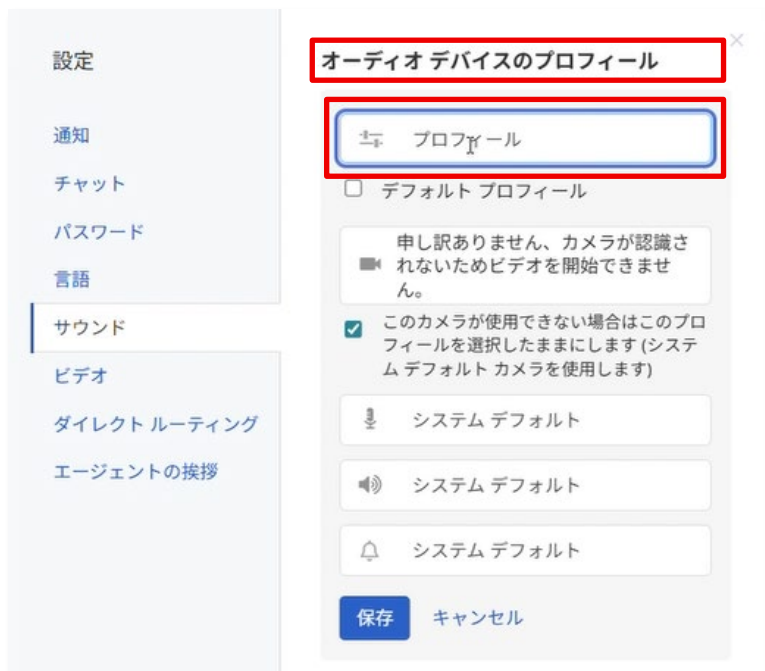 設定
通知
チャット
パスワード
言語
サウンド
ビデオ
ダイレクト ルーティング
エージェントの挨拶
オーディオ デバイスのプロフィール
プロフィール
デフォルト プロフィール
申し訳ありません、カメラが認識さ
れないためビデオを開始できませ
ん。
このカメラが使用できない場合はこのプロ
フィールを選択したままにします (システ
ム デフォルト カメラを使用します)
システム デフォルト
システム デフォルト
システム デフォルト
保存
キャンセル